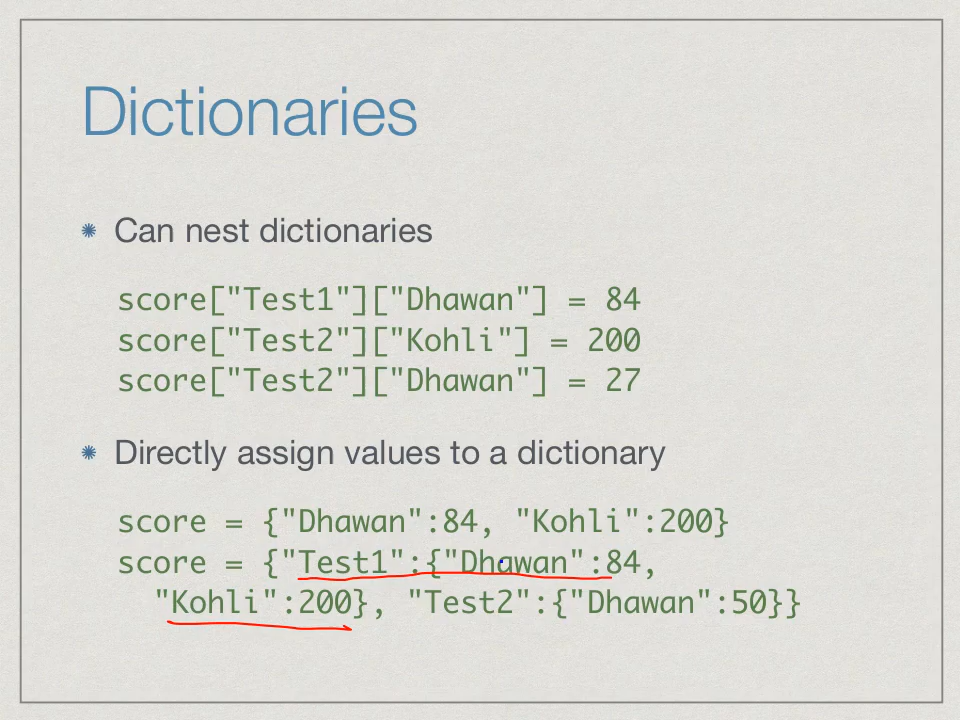 Dictionaries
Can nest dictionaries
score["Test1"]["Dhawan"] = 84
score["Test2"]["Kohli"] = 200
score["Test2"]["Dhawan"] = 27
Directly assign values to a dictionary
score = {"Dhawan":84, "Kohli":200}
score = {"Test1":{"Dhawan":84,
"Kohli":200}, "Test2":{"Dhawan":50}}